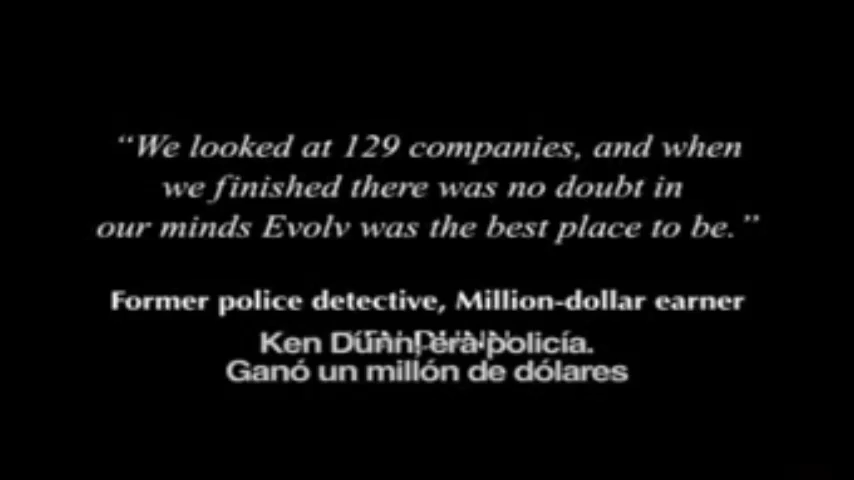 “We looked at 129 companies, and when
we finished there was no doubt in
our minds Evolv was the best place to be.”
Former police detective, Million-dollar earner
Ken Dunn, era policía.
Ganó un millón de dólares